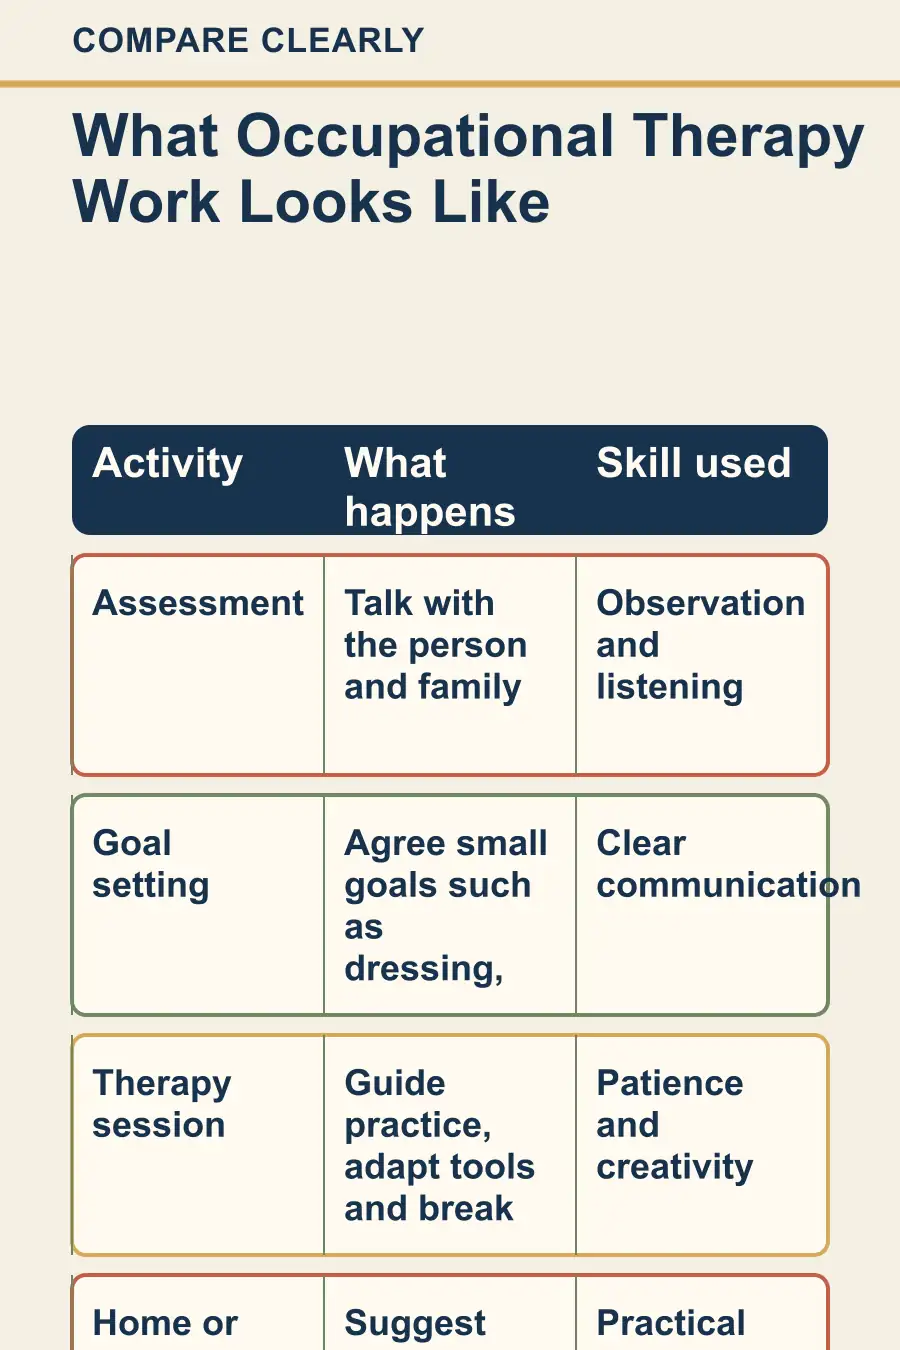 COMPARE CLEARLY
What Occupational Therapy
Work Looks Like
Activity
What
happens
Skill used
Assessment
Talk with
the person
and family
Observation
and
listening
Goal
setting
Agree small
goals such
as
dressing,
Clear
communication
Therapy
session
Guide
practice,
adapt tools
and break
Patience
and
creativity
Home or
Suggest
Practical